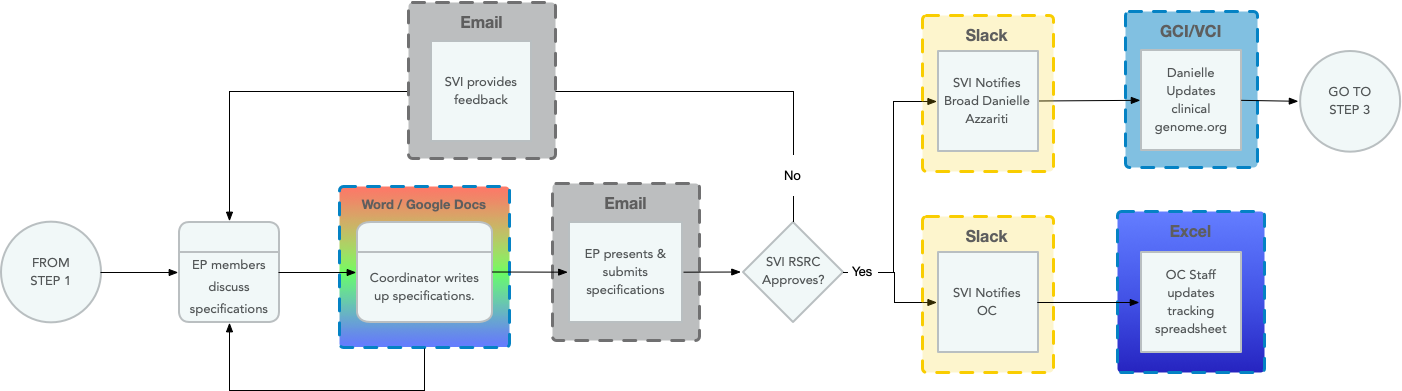 Email
SVI provides
feedback
Slack
SVI Notifies
Broad Danielle
Azzariti
GCI/VCI
Danielle
Updates
clinical
genome.org
GO TO
STEP 3
No
FROM
STEP 1
EP members
discuss
specifications
Word / Google Docs
Coordinator writes
up specifications.
Email
EP presents &
submits
specifications
SVI RSRC
Approves?
Yes
Slack
SVI Notifies
OC
Excel
OC Staff
updates
tracking
spreadsheet